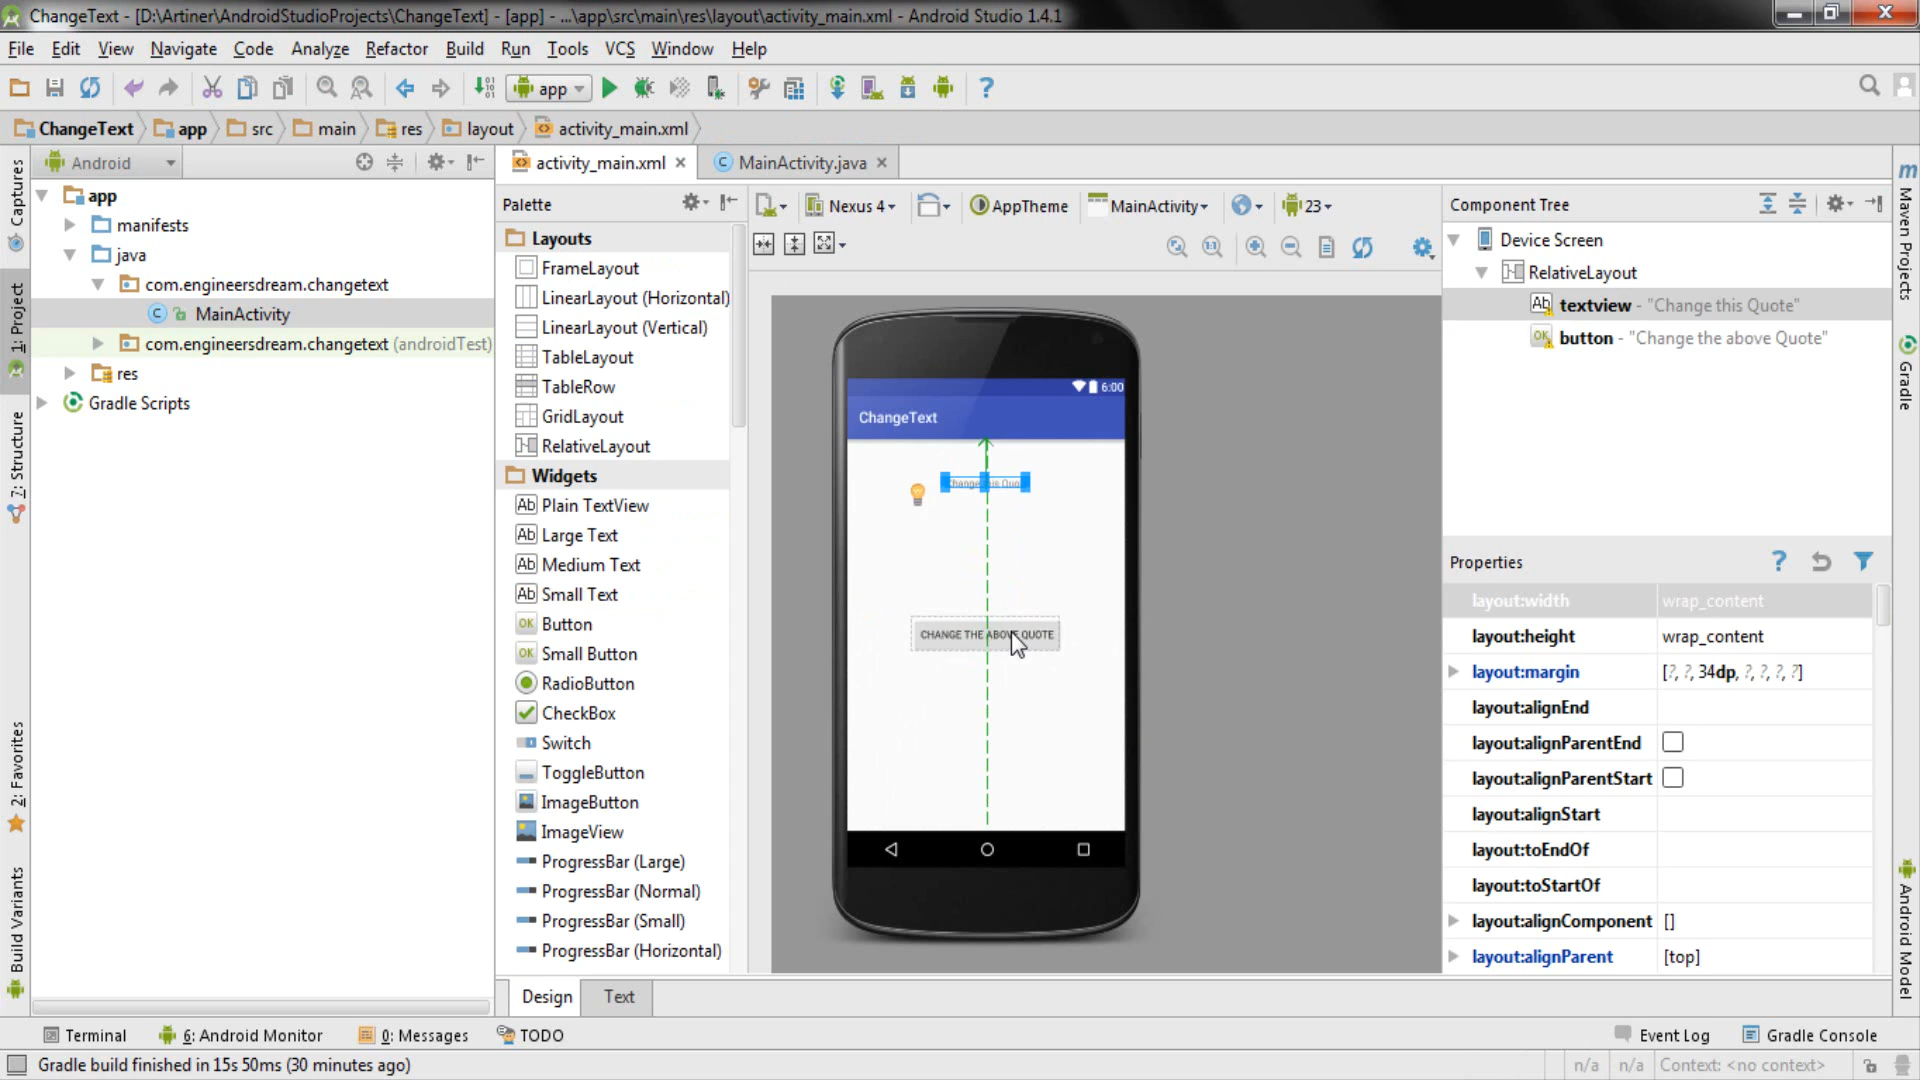 ChangeText - [D:\Artiner\AndroidStudioProjects\ChangeText] - [app] - ...\app\src\main\res\layout\activity_main.xml - Android Studio 1.4.1
File Edit View Navigate Code Analyze Refactor Build Run Tools VCS Window Help
app
ChangeText app src main res layout activity_main.xml
Android
activity_main.xml MainActivity.java
app
manifests
java
com.engineersdream.changetext
MainActivity
com.engineersdream.changetext (androidTest)
res
Gradle Scripts
Captures
1: Project
7: Structure
2: Favorites
Build Variants
Palette
Layouts
FrameLayout
LinearLayout (Horizontal)
LinearLayout (Vertical)
TableLayout
TableRow
GridLayout
RelativeLayout
Widgets
Plain TextView
Large Text
Medium Text
Small Text
Button
Small Button
RadioButton
CheckBox
Switch
ToggleButton
ImageButton
ImageView
ProgressBar (Large)
ProgressBar (Normal)
ProgressBar (Small)
ProgressBar (Horizontal)
Nexus 4 AppTheme MainActivity 23
6:00
ChangeText
CHANGE THE ABOVE QUOTE
Component Tree
Device Screen
RelativeLayout
textview - "Change this Quote"
button - "Change the above Quote"
Properties
layout:width wrap_content
layout:height wrap_content
layout:margin [?, ?, 34dp, ?, ?, ?, ?]
layout:alignEnd
layout:alignParentEnd
layout:alignParentStart
layout:alignStart
layout:toEndOf
layout:toStartOf
layout:alignComponent []
layout:alignParent [top]
Maven Projects
Gradle
Android Model
Design Text
Terminal 6: Android Monitor 0: Messages TODO Event Log Gradle Console
Gradle build finished in 15s 50ms (30 minutes ago) n/a n/a Context: <no context>